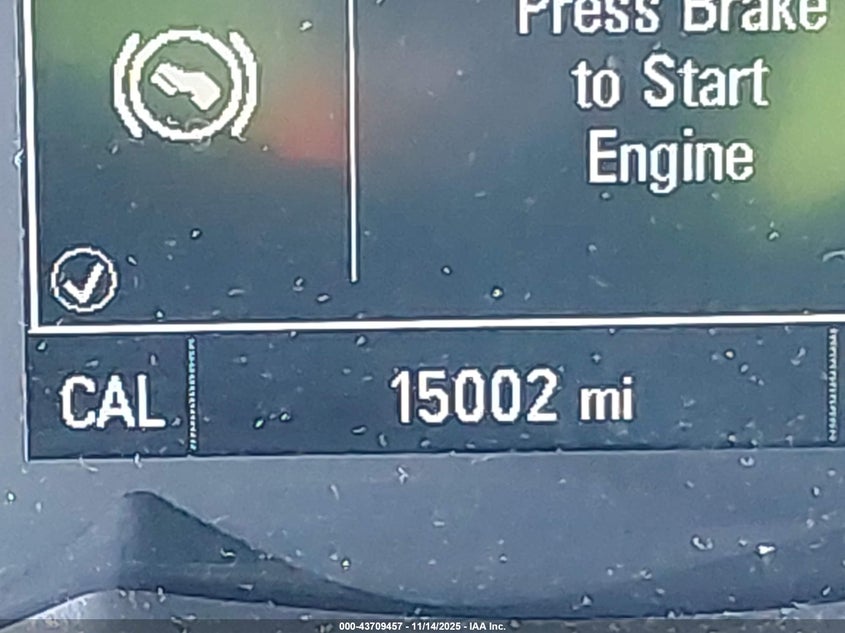 Press Brake
to Start
Engine
CAL
15002 mi
000-43709457 - 11/14/2025 - IAA Inc.